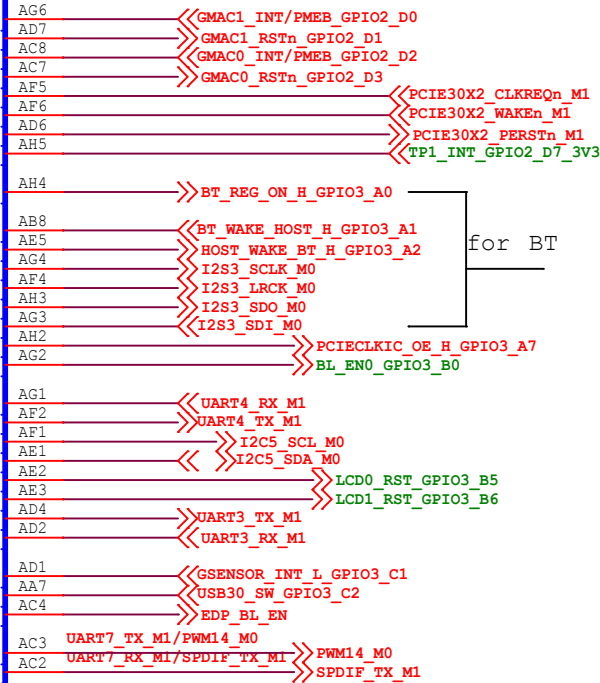 AG6 GMAC1_INT/PMEB_GPIO2_D0
AD7 GMAC1_RSTn_GPIO2_D1
AC8 GMAC0_INT/PMEB_GPIO2_D2
AC7 GMAC0_RSTn_GPIO2_D3
AF5 PCIE30X2_CLKREQn_M1
AF6 PCIE30X2_WAKEn_M1
AD6 PCIE30X2_PERSTn_M1
AH5 TP1_INT_GPIO2_D7_3V3
AH4 BT_REG_ON_H_GPIO3_A0
AB8 BT_WAKE_HOST_H_GPIO3_A1
for BT
AE5 HOST_WAKE_BT_H_GPIO3_A2
AG4 I2S3_SCLK_M0
AF4 I2S3_LRCK_M0
AH3 I2S3_SDO_M0
AG3 I2S3_SDI_M0
AH2 PCIECLKIC_OE_H_GPIO3_A7
AG2 BL_EN0_GPIO3_B0
AG1 UART4_RX_M1
AF2 UART4_TX_M1
AF1 I2C5_SCL_M0
AE1 I2C5_SDA_M0
AE2 LCD0_RST_GPIO3_B5
AE3 LCD1_RST_GPIO3_B6
AD4 UART3_TX_M1
AD2 UART3_RX_M1
AD1 GSENSOR_INT_L_GPIO3_C1
AA7 USB30_SW_GPIO3_C2
AC4 EDP_BL_EN
AC3 UART7_TX_M1/PWM14_M0 PWM14_M0
AC2 UART7_RX_M1/SPDIF_TX_M1 SPDIF_TX_M1